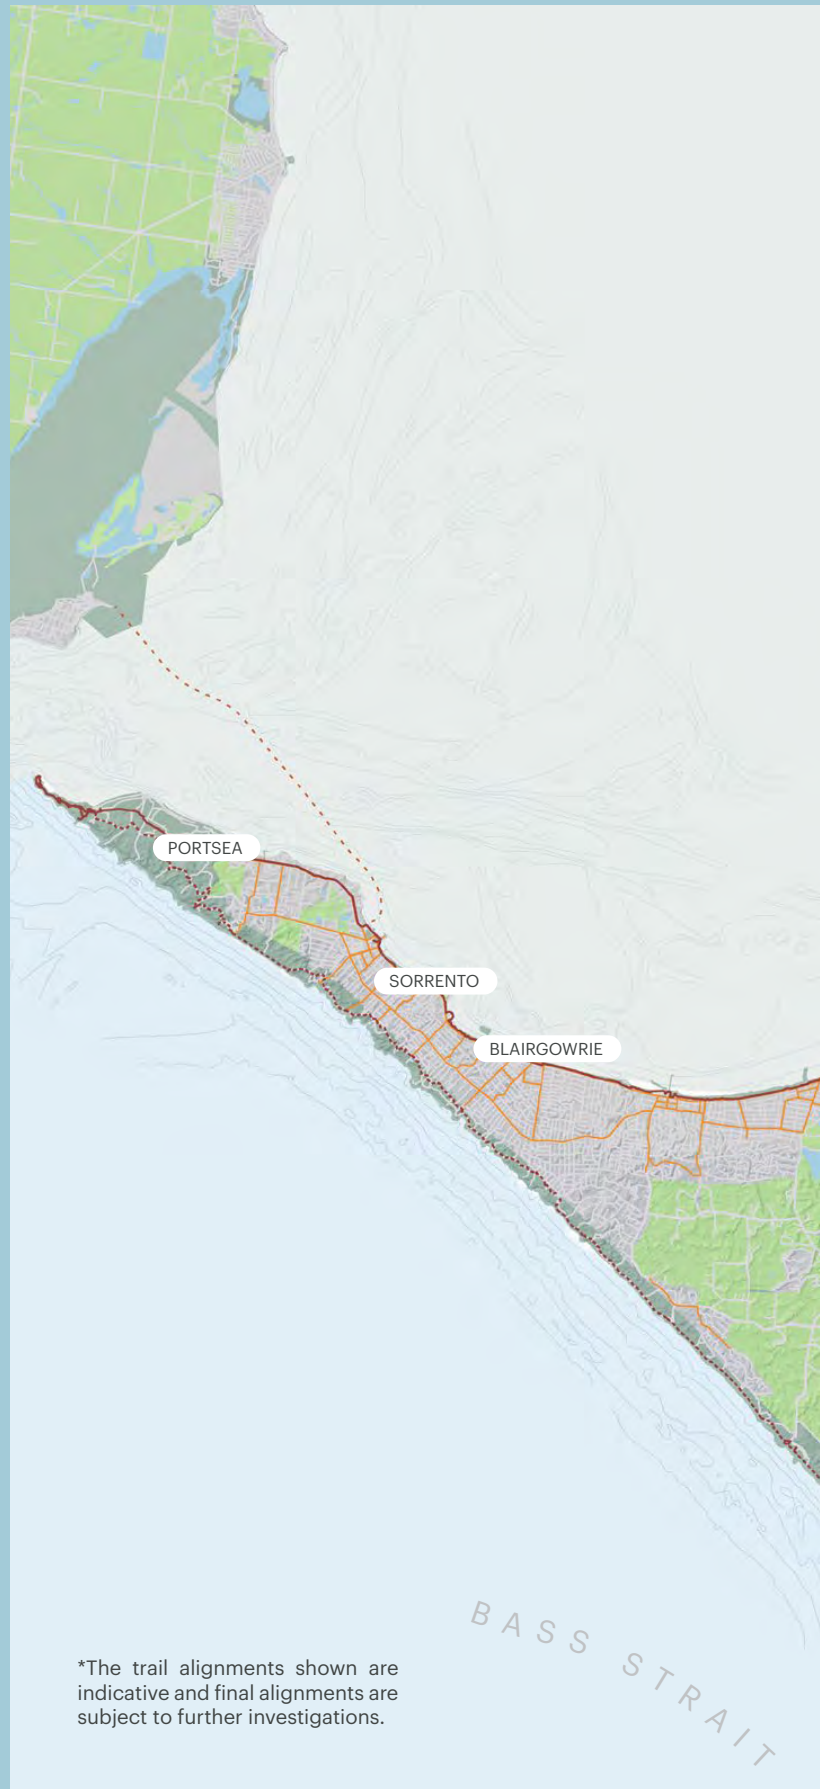 PORTSEA
SORRENTO
BLAIRGOWRIE
BASS STRAIT
*The trail alignments shown are
indicative and final alignments are
subject to further investigations.